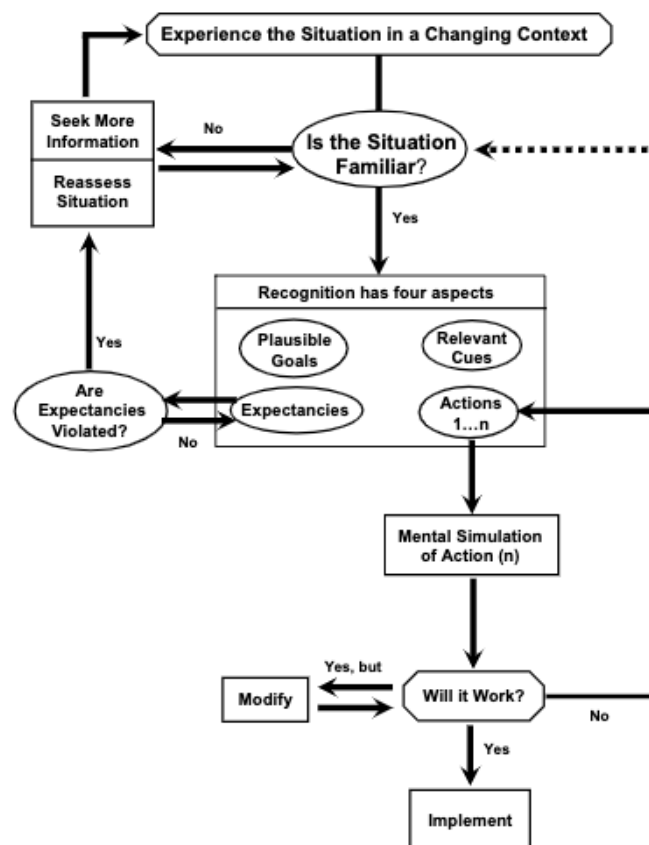 Experience the Situation in a Changing Context
Seek More
Information
Reassess
Situation
No
Is the Situation
Familiar?
Yes
Recognition has four aspects
Plausible
Goals
Relevant
Cues
Yes
Are
Expectancies
Violated?
No
Expectancies
Actions
1...n
Mental Simulation
of Action (n)
Yes, but
Modify
Will it Work?
No
Yes
Implement